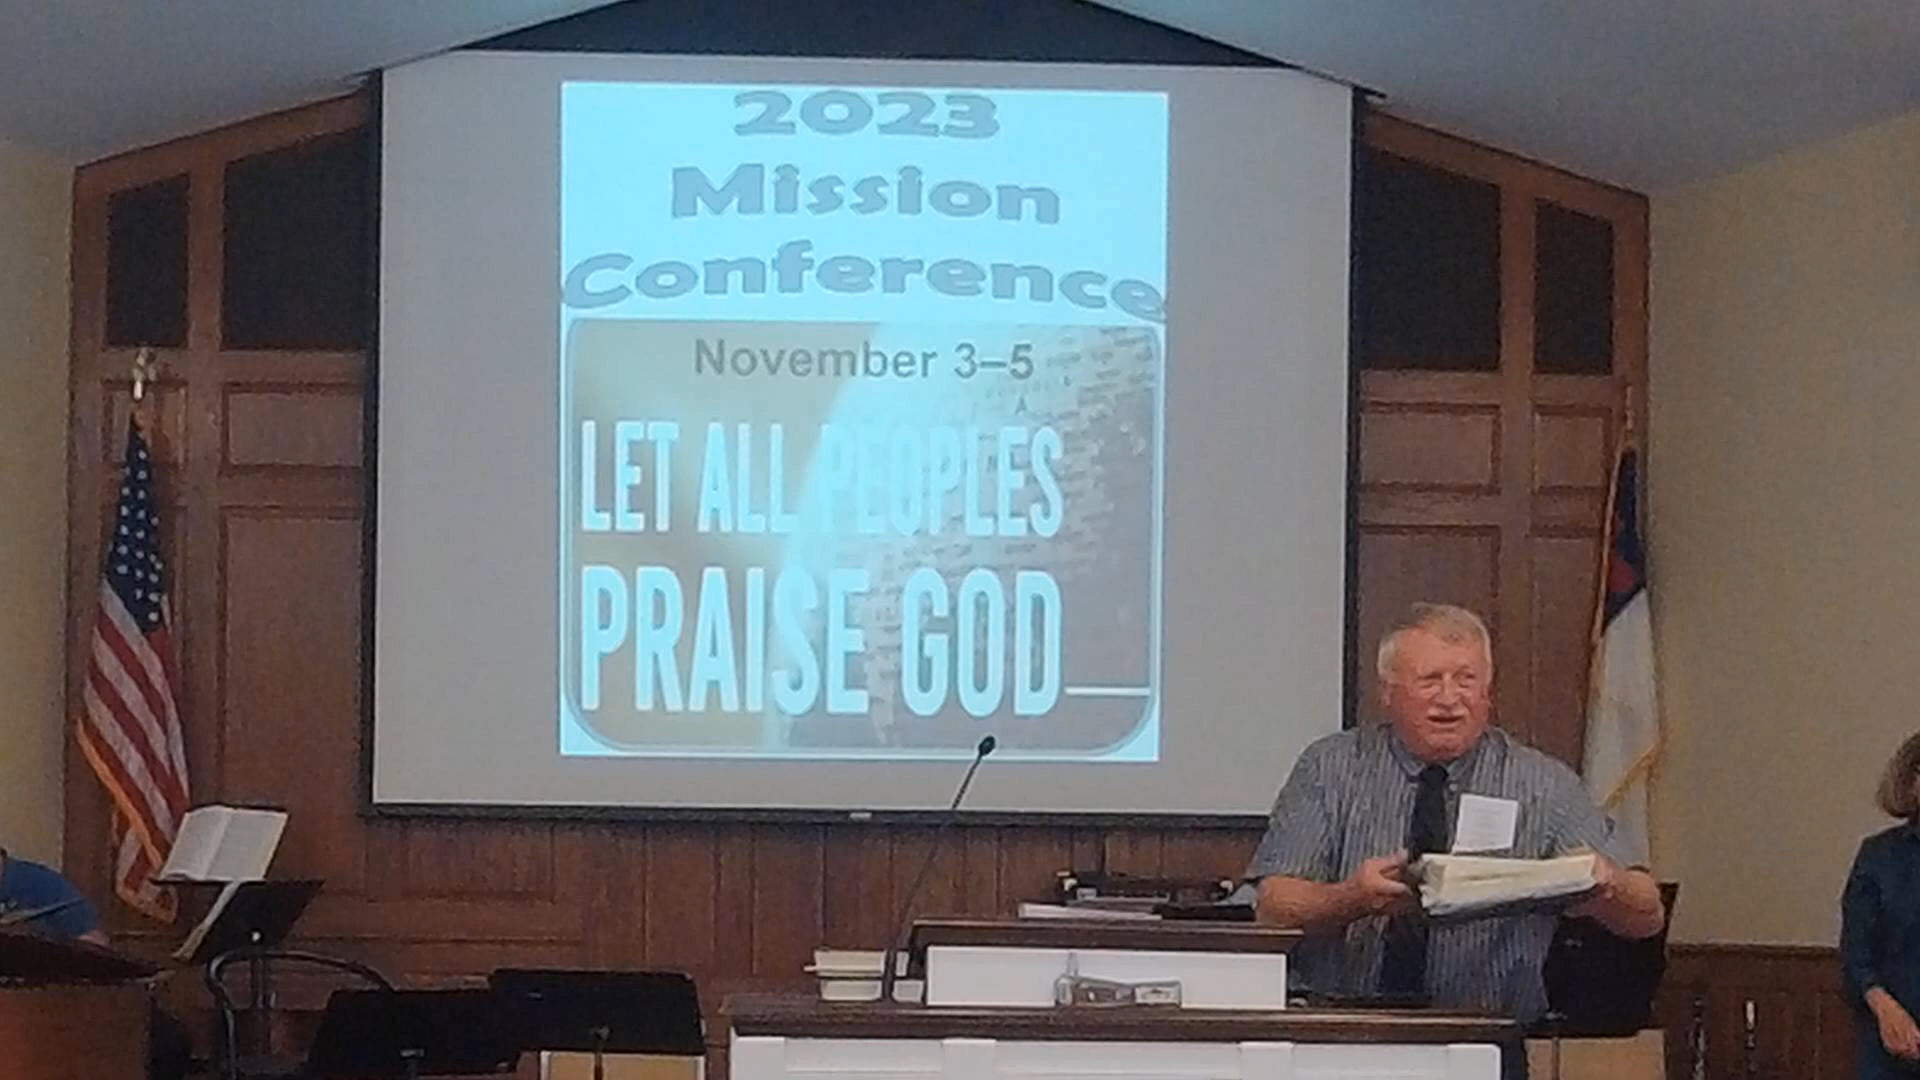 2023
Mission
Conference
November 3–5
LET ALL PEOPLES
PRAISE GOD